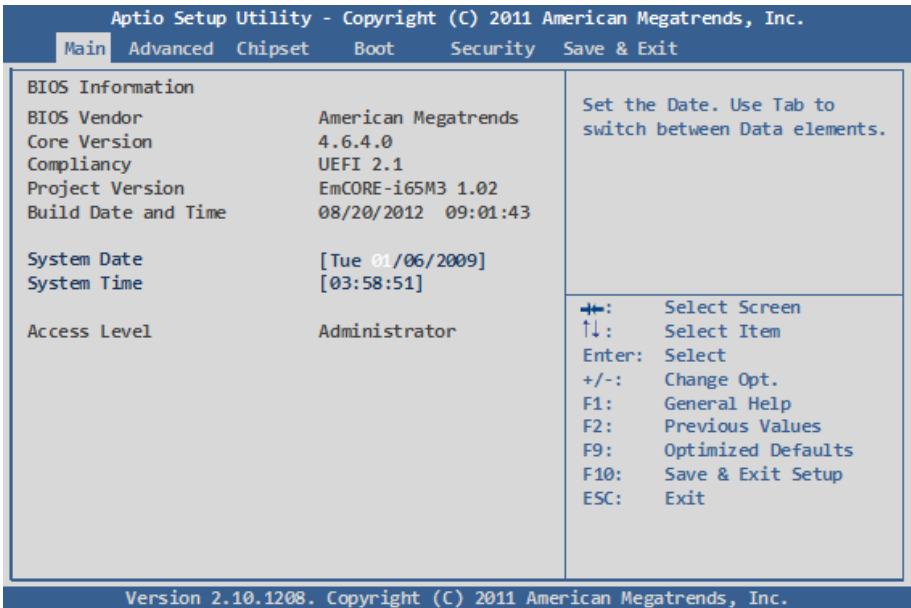 Aptio Setup Utility - Copyright (C) 2011 American Megatrends, Inc.
Main Advanced Chipset Boot Security Save & Exit
BIOS Information
BIOS Vendor American Megatrends
Core Version 4.6.4.0
Compliancy UEFI 2.1
Project Version EmCORE-i65M3 1.02
Build Date and Time 08/20/2012 09:01:43
System Date [Tue 01/06/2009]
System Time [03:58:51]
Access Level Administrator
Set the Date. Use Tab to
switch between Data elements.
→←: Select Screen
↑↓: Select Item
Enter: Select
+/-: Change Opt.
F1: General Help
F2: Previous Values
F9: Optimized Defaults
F10: Save & Exit Setup
ESC: Exit
Version 2.10.1208. Copyright (C) 2011 American Megatrends, Inc.